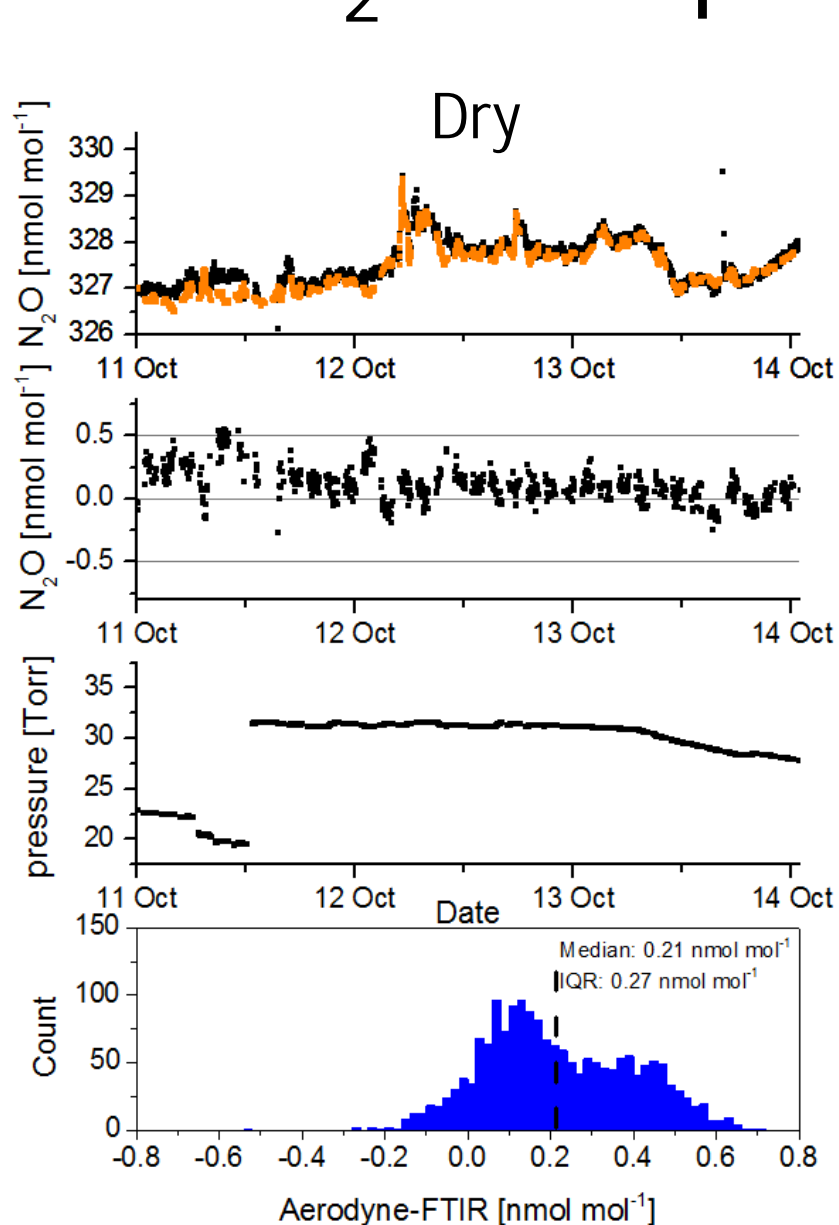 2
Dry
N₂O [nmol mol⁻¹]
330
329
328
327
326
11 Oct 12 Oct 13 Oct 14 Oct
N₂O [nmol mol⁻¹]
0.5
0.0
-0.5
11 Oct 12 Oct 13 Oct 14 Oct
pressure [Torr]
35
30
25
20
11 Oct 12 Oct 13 Oct 14 Oct
Date
Count
150
100
50
0
Median: 0.21 nmol mol⁻¹
IQR: 0.27 nmol mol⁻¹
-0.8 -0.6 -0.4 -0.2 0.0 0.2 0.4 0.6 0.8
Aerodyne-FTIR [nmol mol⁻¹]